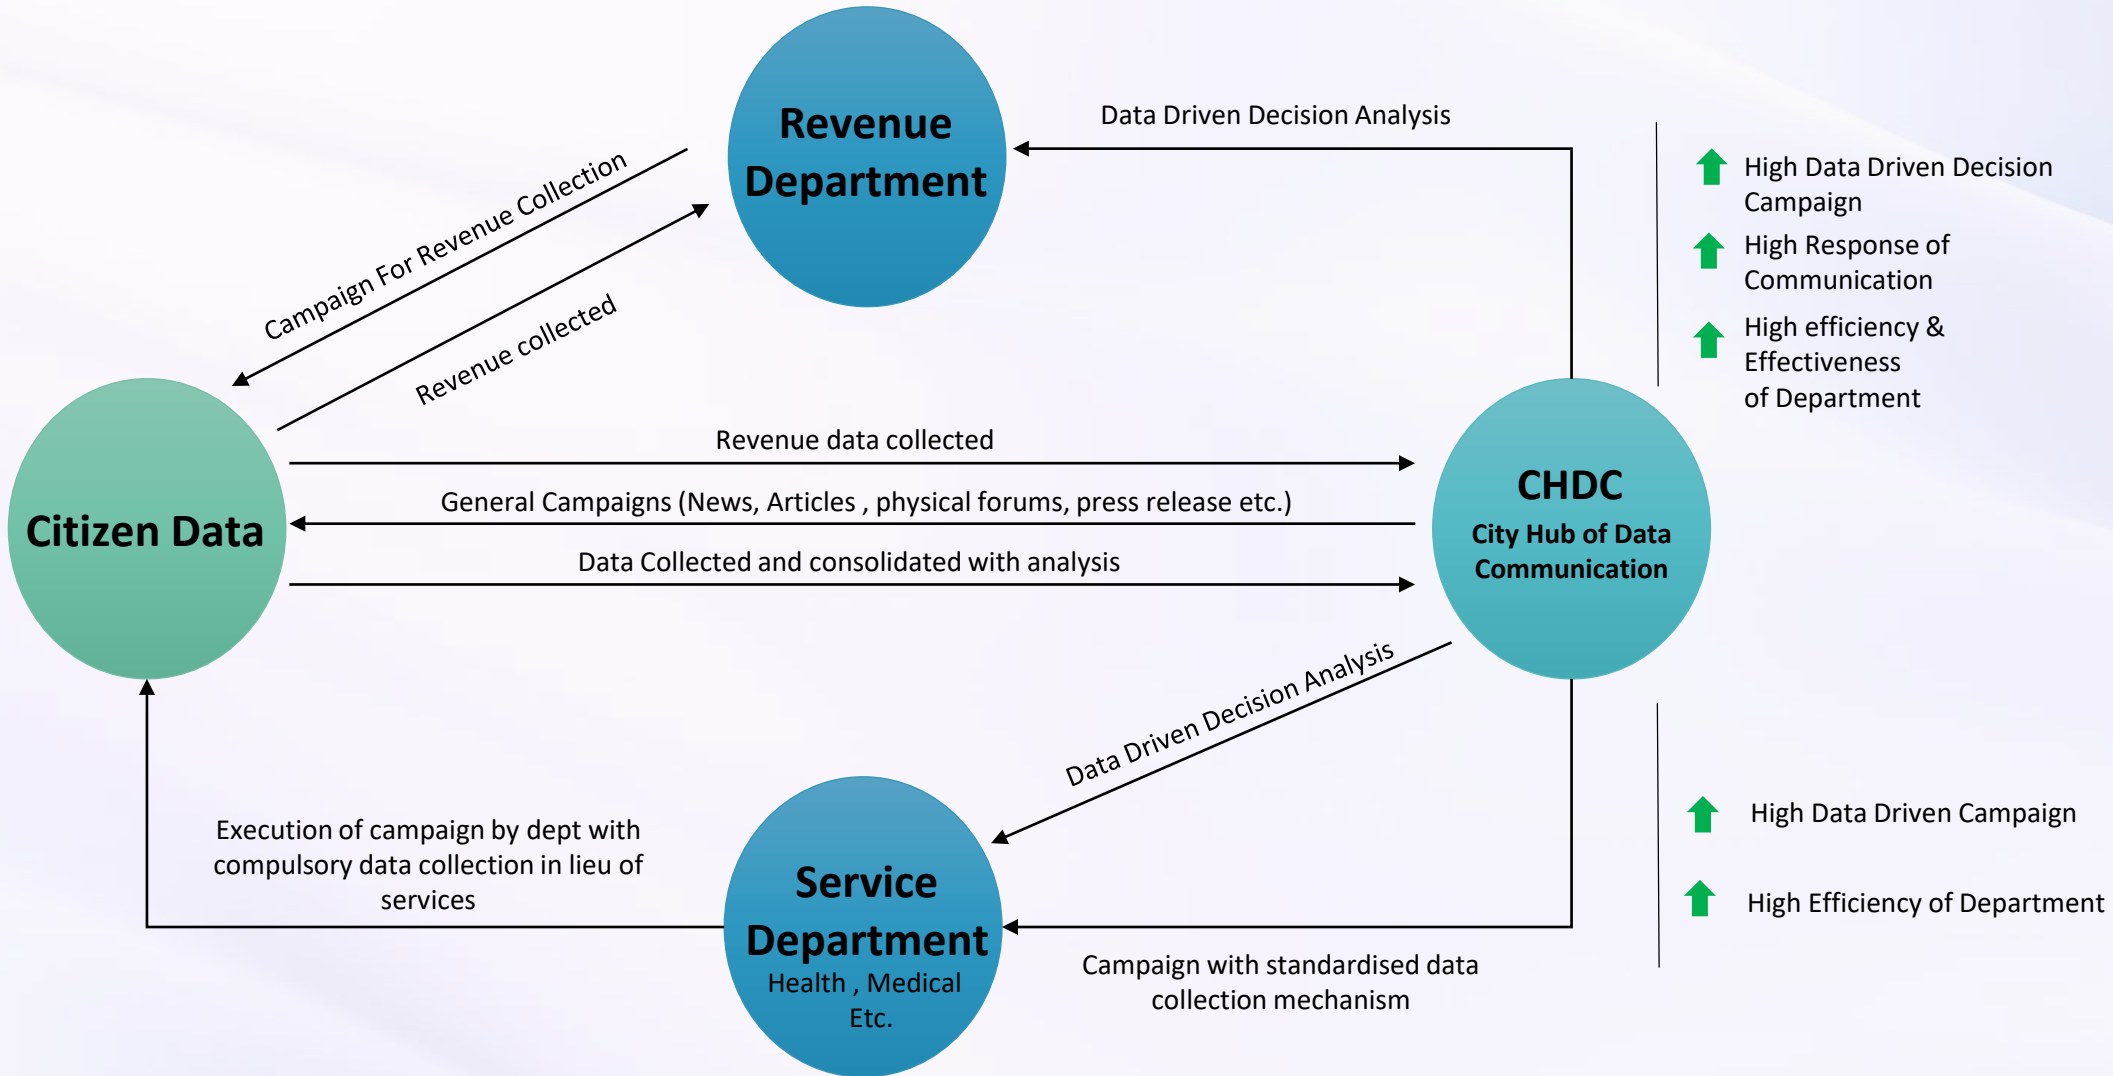 Revenue
Department
Data Driven Decision Analysis
High Data Driven Decision
Campaign
High Response of
Communication
High efficiency &
Effectiveness
of Department
Campaign For Revenue Collection
Revenue collected
Revenue data collected
General Campaigns (News, Articles , physical forums, press release etc.)
Data Collected and consolidated with analysis
Citizen Data
CHDC
City Hub of Data
Communication
Data Driven Decision Analysis
Execution of campaign by dept with
compulsory data collection in lieu of
services
Service
Department
Health , Medical
Etc.
Campaign with standardised data
collection mechanism
High Data Driven Campaign
High Efficiency of Department